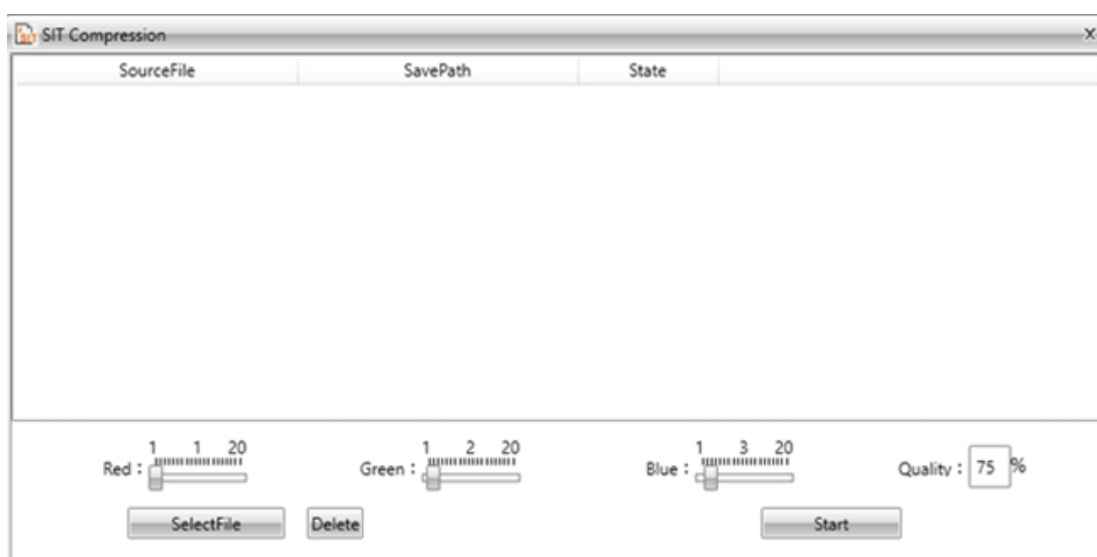 SIT Compression X
SourceFile SavePath State
1 1 20 1 2 20 1 3 20
Red : Green : Blue : Quality : 75 %
SelectFile Delete Start